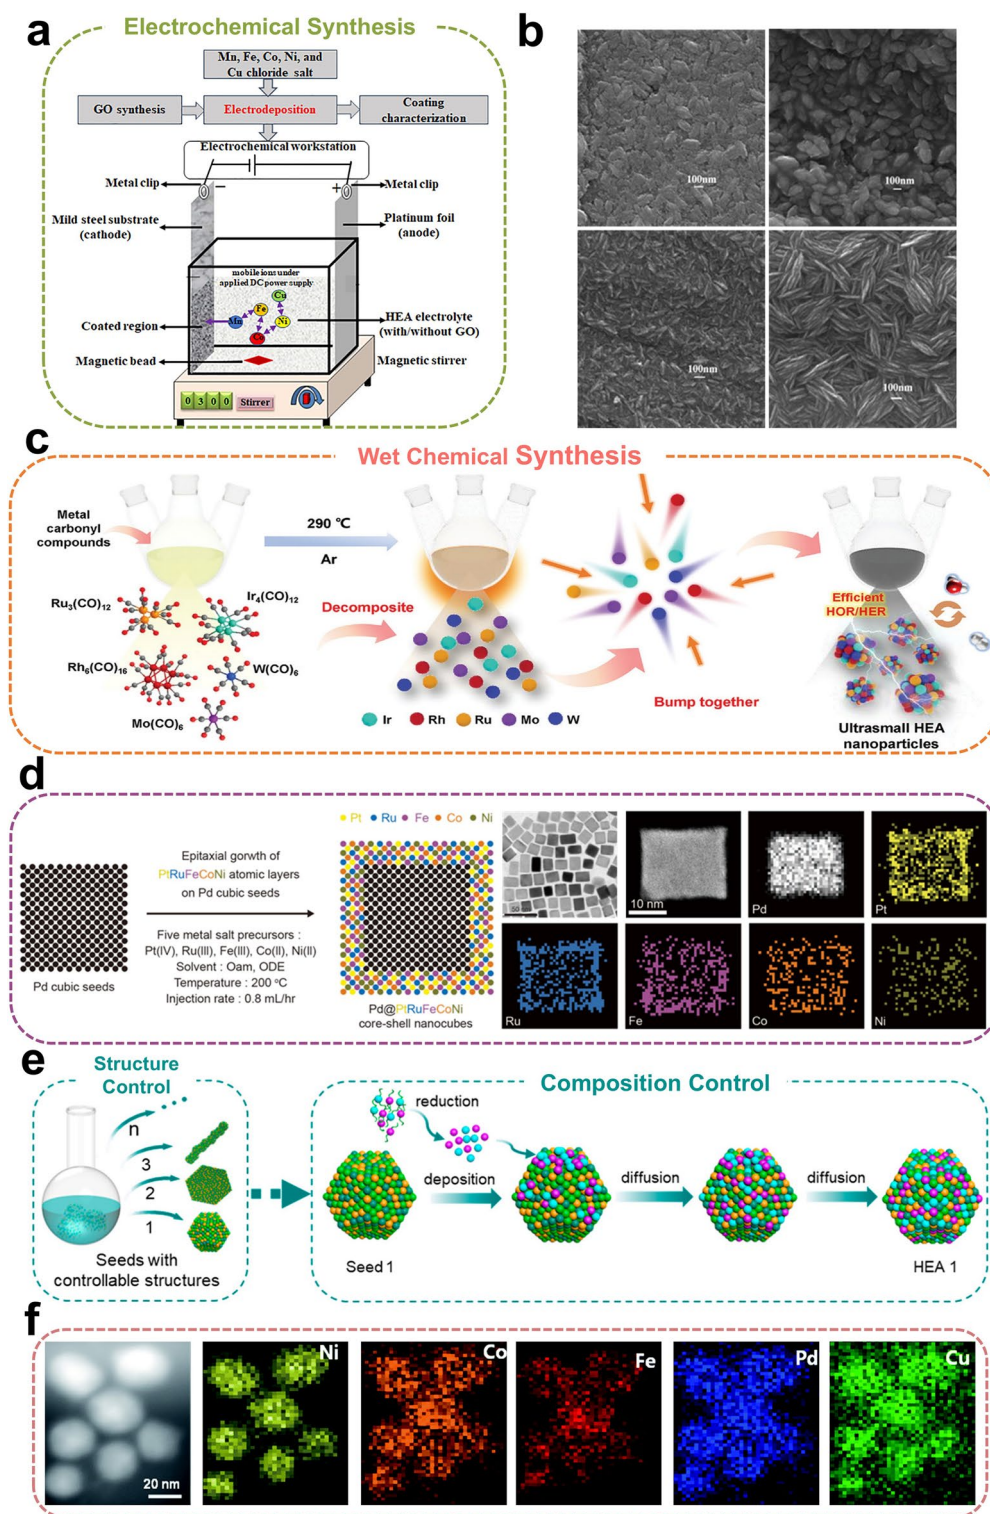 a
Electrochemical Synthesis
Mn, Fe, Co, Ni, and
Cu chloride salt
GO synthesis
Electrodeposition
Coating
characterization
Electrochemical workstation
Metal clip
−
+
Metal clip
Mild steel substrate
(cathode)
Platinum foil
(anode)
mobile ions under
applied DC power supply
Cu
Fe
Mn
Ni
Co
Coated region
HEA electrolyte
(with/without GO)
Magnetic bead
Magnetic stirrer
0 3 0 0
Stirrer
b
100nm
100nm
100nm
100nm
c
Wet Chemical Synthesis
Metal
carbonyl
compounds
290 ℃
Ar
Ru3(CO)12
Ir4(CO)12
Rh6(CO)16
W(CO)6
Mo(CO)6
Decomposite
Ir
Rh
Ru
Mo
W
Bump together
Efficient
HOR/HER
Ultrasmall HEA
nanoparticles
d
Pd cubic seeds
Epitaxial gorwth of
PtRuFeCoNi atomic layers
on Pd cubic seeds
Five metal salt precursors :
Pt(IV), Ru(III), Fe(III), Co(II), Ni(II)
Solvent : Oam, ODE
Temperature : 200 °C
Injection rate : 0.8 mL/hr
Pt
Ru
Fe
Co
Ni
Pd@PtRuFeCoNi
core-shell nanocubes
50
10 nm
Pd
Pt
Ru
Fe
Co
Ni
e
Structure
Control
n
3
2
1
Seeds with
controllable structures
Composition Control
reduction
deposition
diffusion
diffusion
Seed 1
HEA 1
f
20 nm
Ni
Co
Fe
Pd
Cu